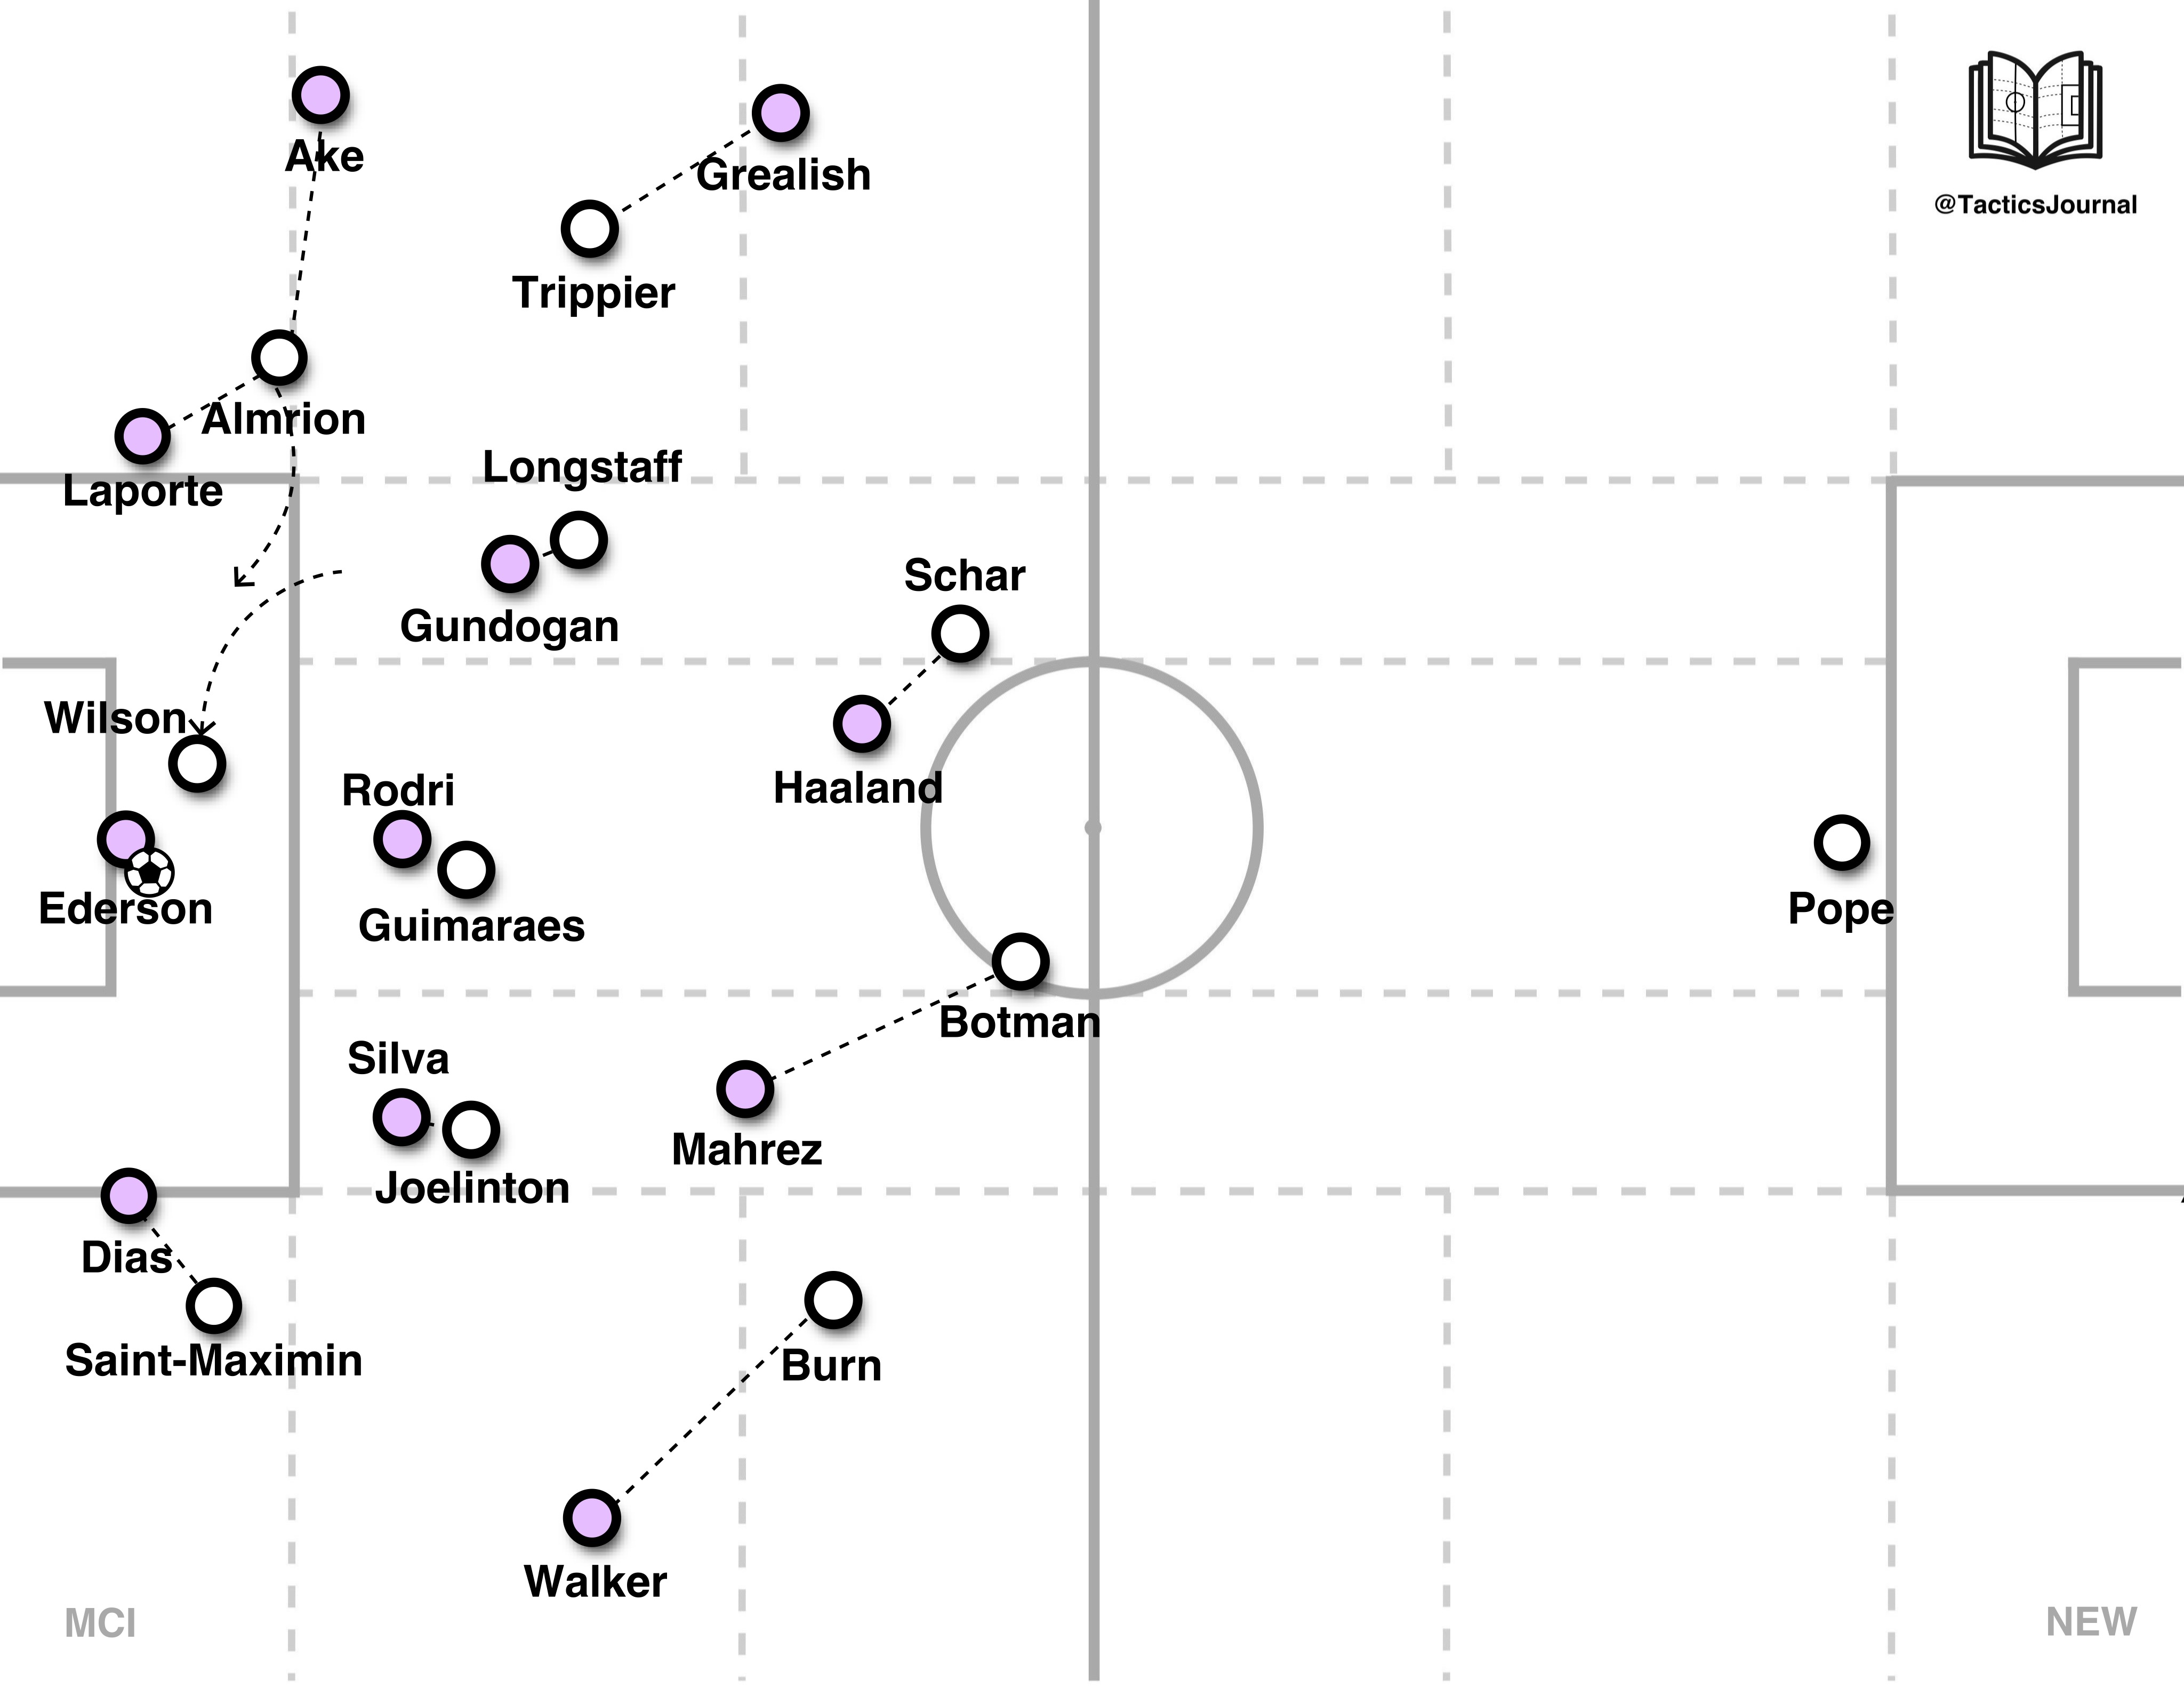 Ake
Grealish
@TacticsJournal
Trippier
Almrion
Longstaff
Laporte
Schar
Gundogan
Wilson
Rodri
Haaland
Ederson
Guimaraes
Pope
Botman
Silva
Mahrez
Joelinton
Dias
Saint-Maximin
Burn
Walker
MCI
NEW